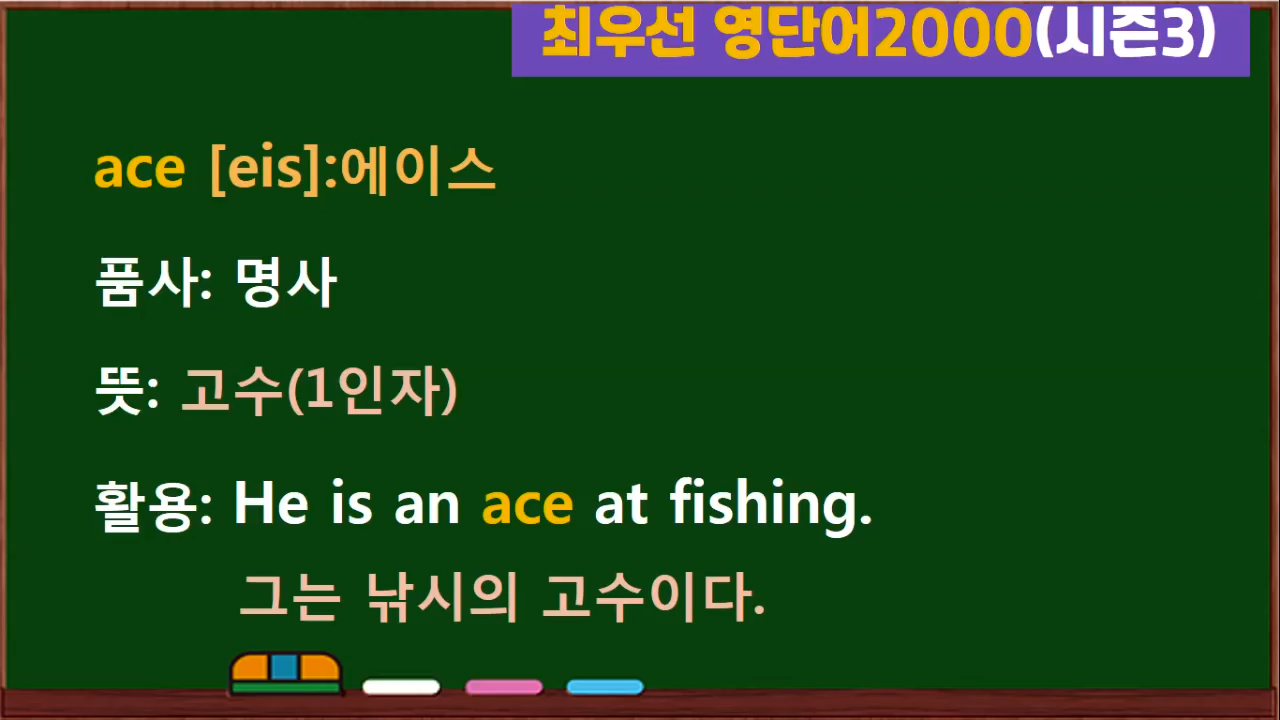 최우선 영단어2000(시즌3)
ace [eis]:에이스
품사: 명사
뜻: 고수(1인자)
활용: He is an ace at fishing.
그는 낚시의 고수이다.